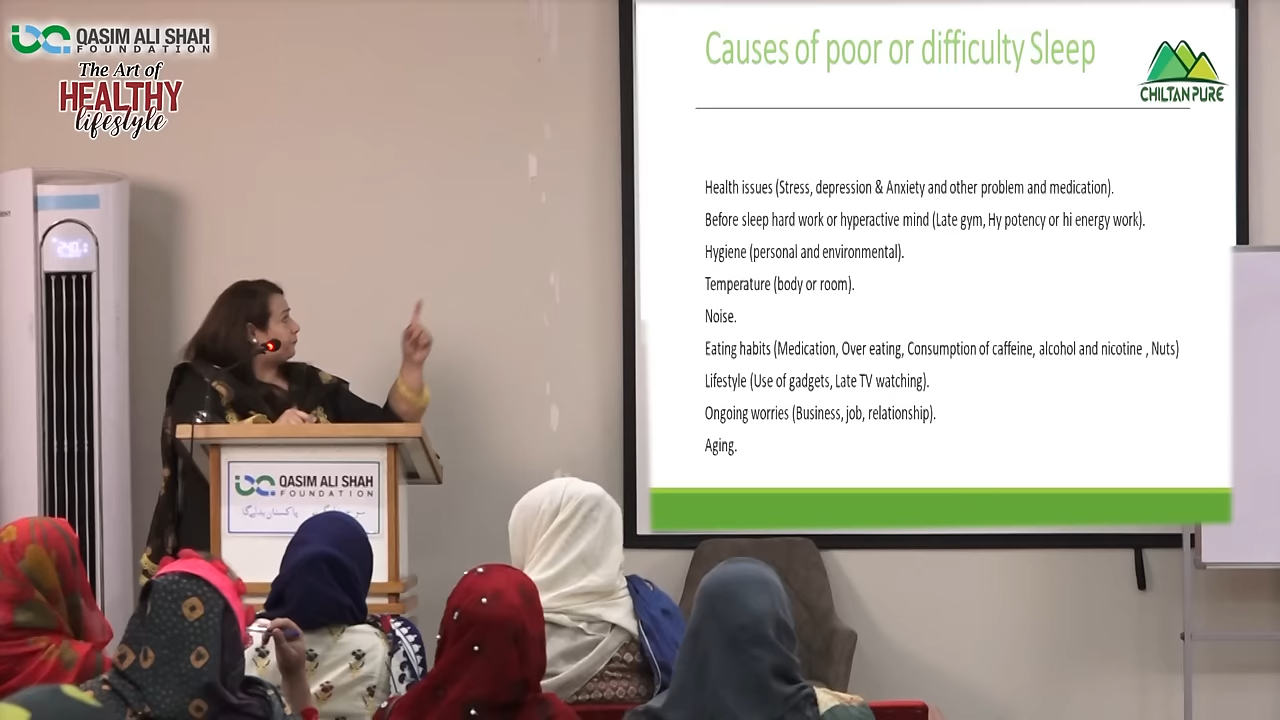 QASIM ALI SHAH
FOUNDATION
The Art of
HEALTHY
lifestyle
Causes of poor or difficulty Sleep
CHILTAN PURE
Health issues (Stress, depression & Anxiety and other problem and medication).
Before sleep hard work or hyperactive mind (Late gym, Hy potency or hi energy work).
Hygiene (personal and environmental).
Temperature (body or room).
Noise.
Eating habits (Medication, Over eating, Consumption of caffeine, alcohol and nicotine , Nuts)
Lifestyle (Use of gadgets, Late TV watching).
Ongoing worries (Business, job, relationship).
Aging.
QASIM ALI SHAH
FOUNDATION
پاکستان بدلے گا